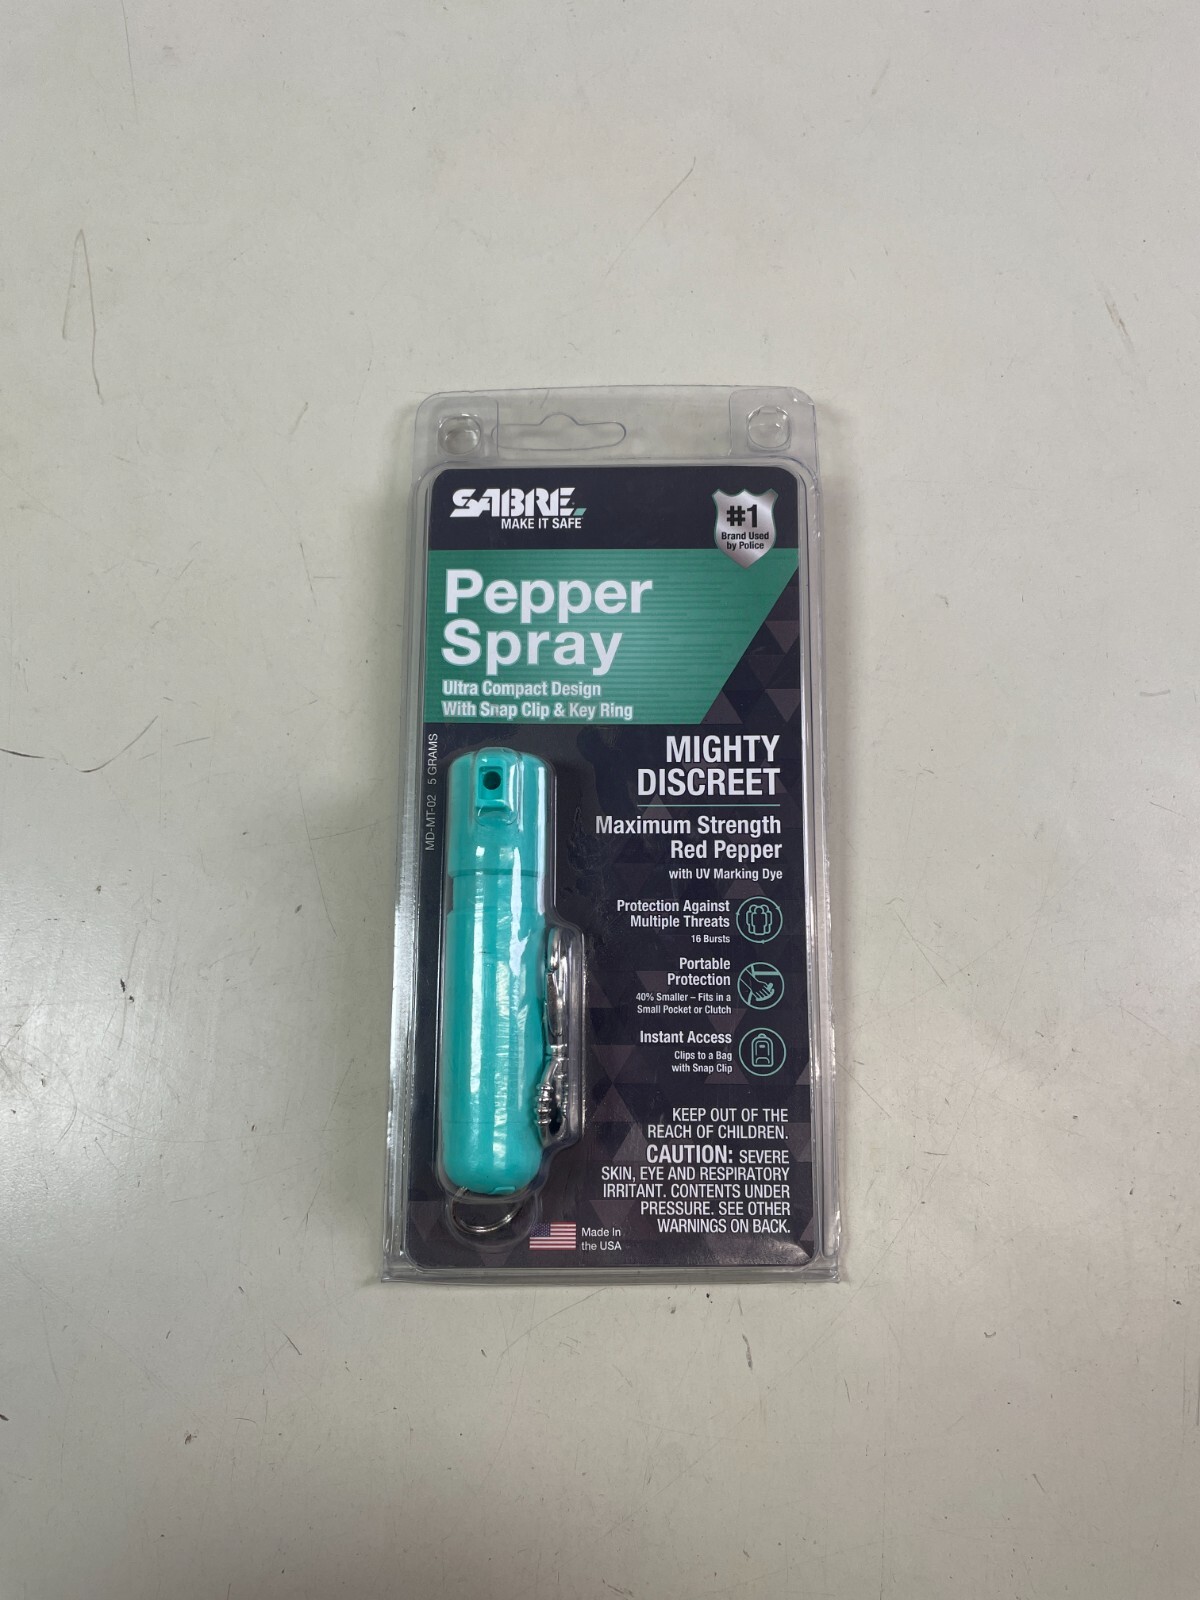 SABRE
MAKE IT SAFE
#1
Brand Used
by Police
Pepper
Spray
Ultra Compact Design
With Snap Clip & Key Ring
MD-MT-02 5 GRAMS
MIGHTY
DISCREET
Maximum Strength
Red Pepper
with UV Marking Dye
Protection Against
Multiple Threats
16 Bursts
Portable
Protection
40% Smaller – Fits in a
Small Pocket or Clutch
Instant Access
Clips to a Bag
with Snap Clip
KEEP OUT OF THE
REACH OF CHILDREN.
CAUTION: SEVERE
SKIN, EYE AND RESPIRATORY
IRRITANT. CONTENTS UNDER
PRESSURE. SEE OTHER
WARNINGS ON BACK.
Made in
the USA